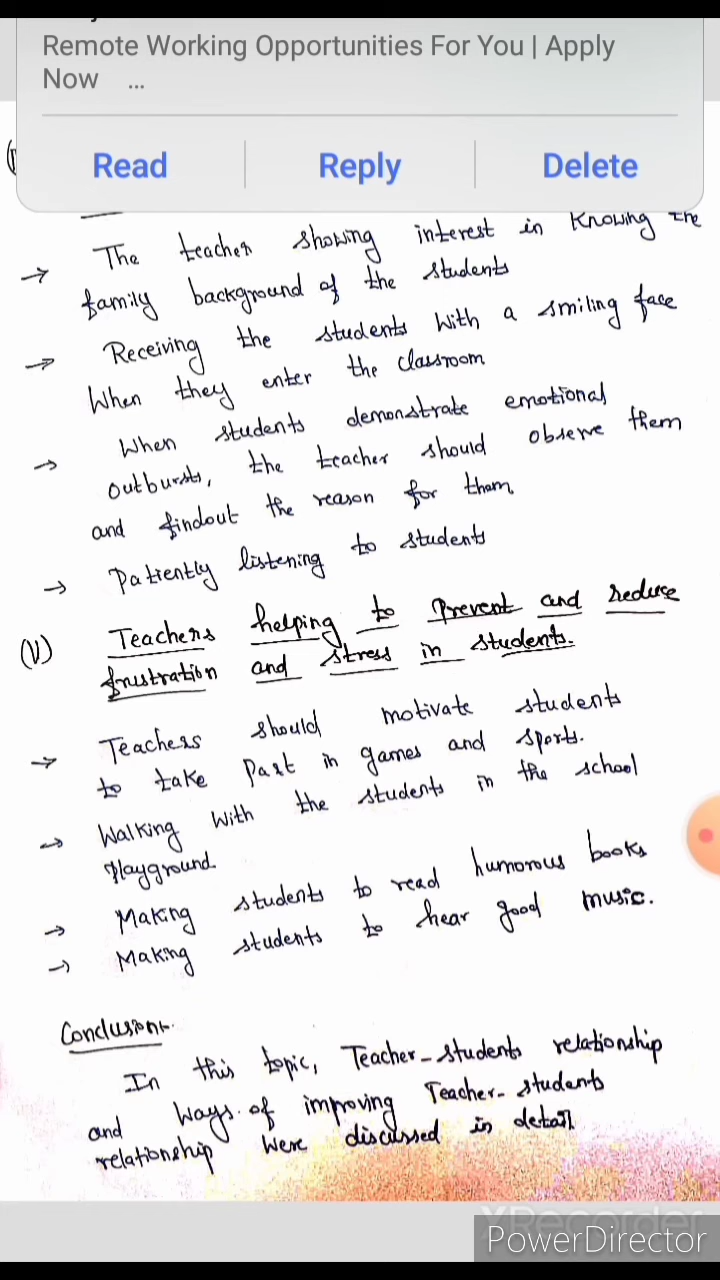 Remote Working Opportunities For You | Apply
Now ...
Read Reply Delete
→ The teacher showing interest in Knowing the
family background of the students
→ Receiving the students With a smiling face
When they enter the classroom
→ When students demonstrate emotional
outbursts, the teacher should observe them
and findout the reason for them
→ Patiently listening to students
(V) Teachers helping to Prevent and reduce
frustration and stress in students.
→ Teachers should motivate students
to take Part in games and sports.
→ Walking With the students in the school
Playground
→ Making students to read humorous books
→ Making students to hear good music.
Conclusion:-
In this topic, Teacher-students relationship
and Ways of improving Teacher-students
relationship Were discussed in detail
XRecorder
PowerDirector